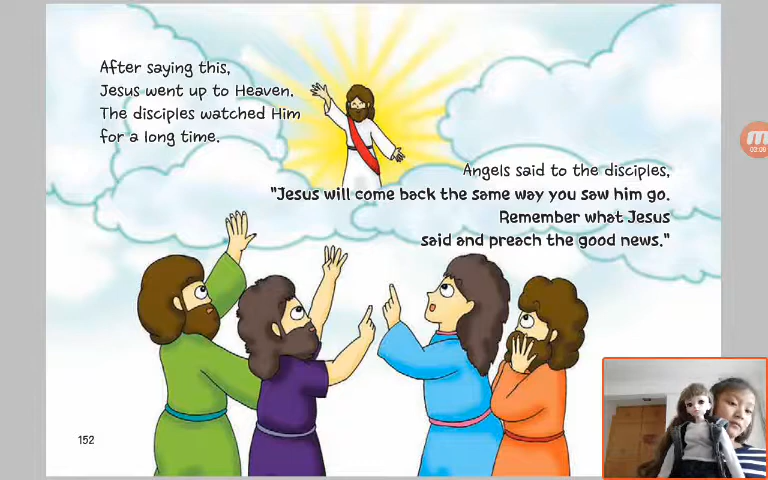 After saying this,
Jesus went up to Heaven.
The disciples watched Him
for a long time.
Angels said to the disciples,
"Jesus will come back the same way you saw him go.
Remember what Jesus
said and preach the good news."
152
02:00